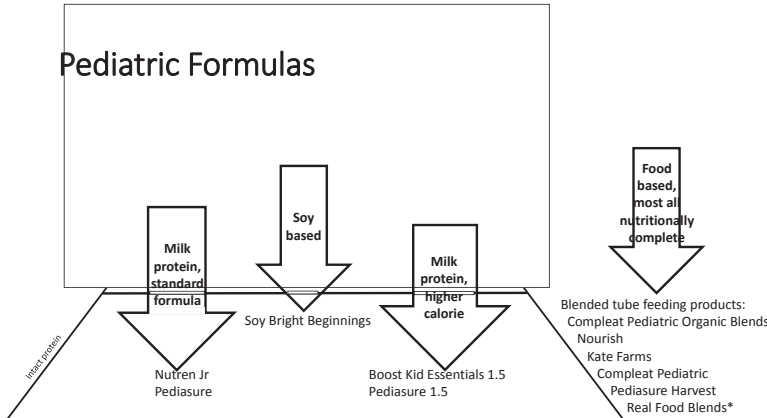 Pediatric Formulas
Milk
protein,
standard
formula
Soy
based
Milk
protein,
higher
calorie
Food
based,
most all
nutritionally
complete
Intact protein
Nutren Jr
Pediasure
Soy Bright Beginnings
Boost Kid Essentials 1.5
Pediasure 1.5
Blended tube feeding products:
Compleat Pediatric Organic Blends
Nourish
Kate Farms
Compleat Pediatric
Pediasure Harvest
Real Food Blends*